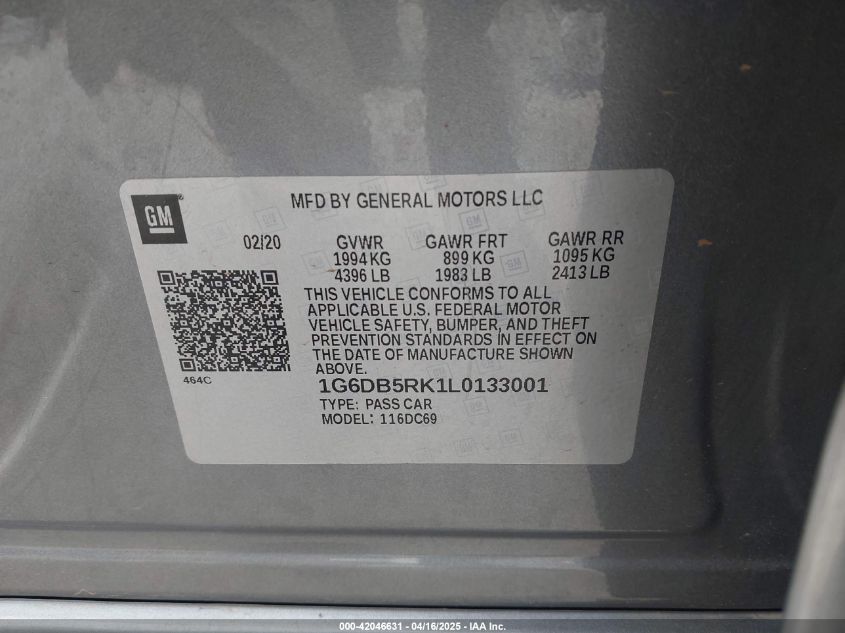 MFD BY GENERAL MOTORS LLC
GM
02/20 GVWR GAWR FRT GAWR RR
1994 KG 899 KG 1095 KG
4396 LB 1983 LB 2413 LB
THIS VEHICLE CONFORMS TO ALL
APPLICABLE U.S. FEDERAL MOTOR
VEHICLE SAFETY, BUMPER, AND THEFT
PREVENTION STANDARDS IN EFFECT ON
THE DATE OF MANUFACTURE SHOWN
ABOVE.
464C
1G6DB5RK1L0133001
TYPE: PASS CAR
MODEL: 116DC69
000-42046631 - 04/16/2025 - IAA Inc.